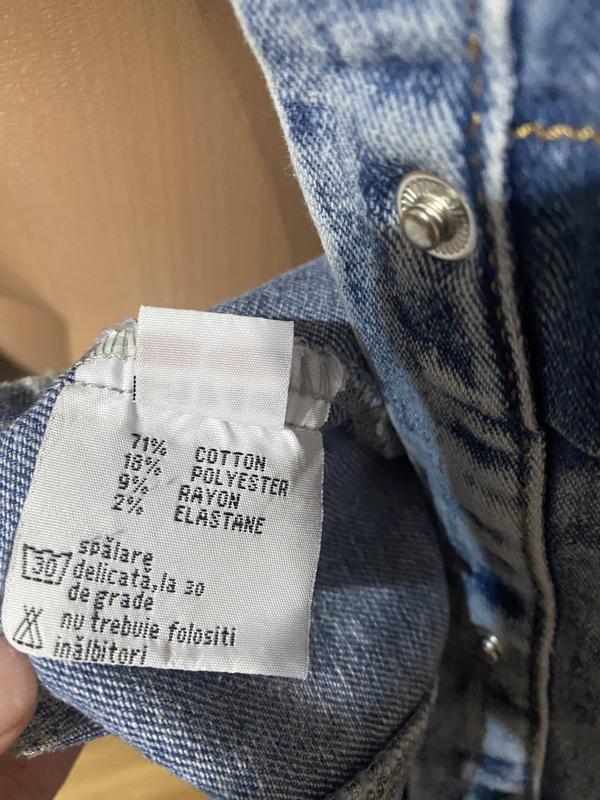 71% COTTON
18% POLYESTER
9% RAYON
2% ELASTANE
30
spălare
delicată,la 30
de grade
nu trebuie folositi
inălbitori